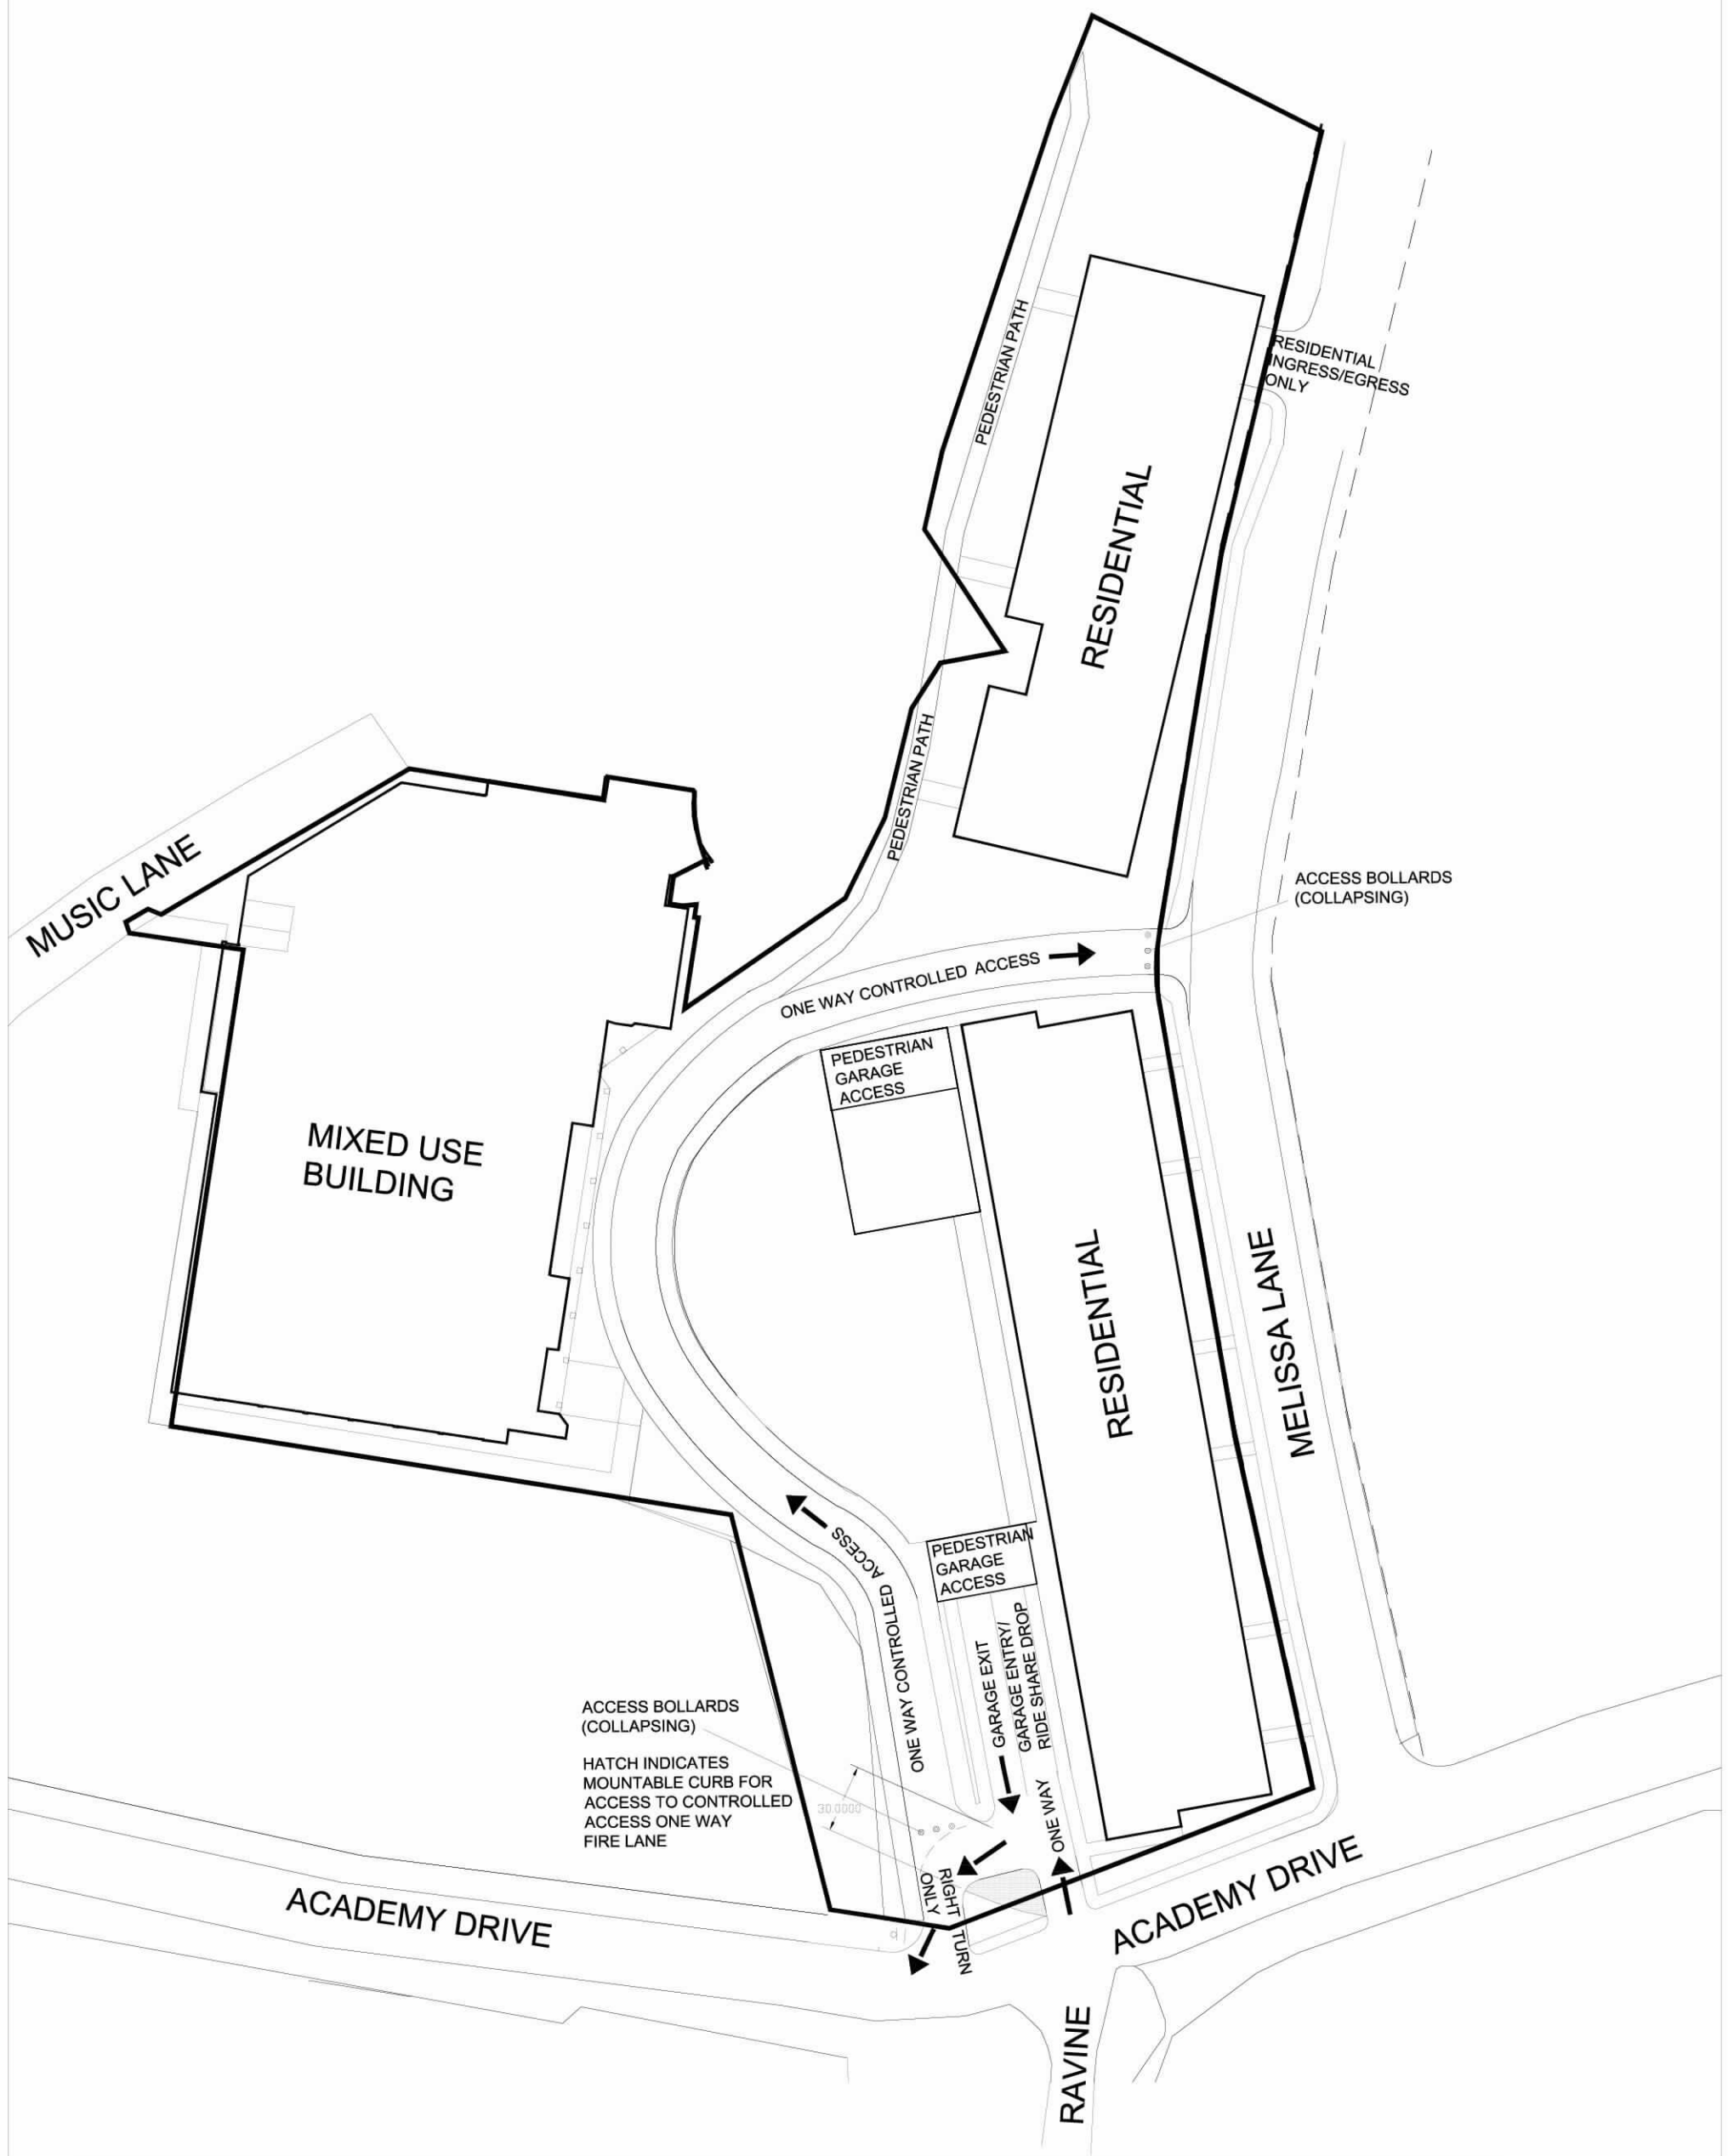 PEDESTRIAN PATH
RESIDENTIAL
INGRESS/EGRESS
ONLY
RESIDENTIAL
PEDESTRIAN PATH
MUSIC LANE
ACCESS BOLLARDS
(COLLAPSING)
ONE WAY CONTROLLED ACCESS
PEDESTRIAN
GARAGE
ACCESS
MIXED USE
BUILDING
RESIDENTIAL
MELISSA LANE
PEDESTRIAN
GARAGE
ACCESS
ONE WAY CONTROLLED ACCESS
GARAGE EXIT
GARAGE ENTRY/
RIDE SHARE DROP
ONE WAY
ACCESS BOLLARDS
(COLLAPSING)
HATCH INDICATES
MOUNTABLE CURB FOR
ACCESS TO CONTROLLED
ACCESS ONE WAY
FIRE LANE
30.0000
RIGHT TURN
ONLY
ACADEMY DRIVE
ACADEMY DRIVE
RAVINE